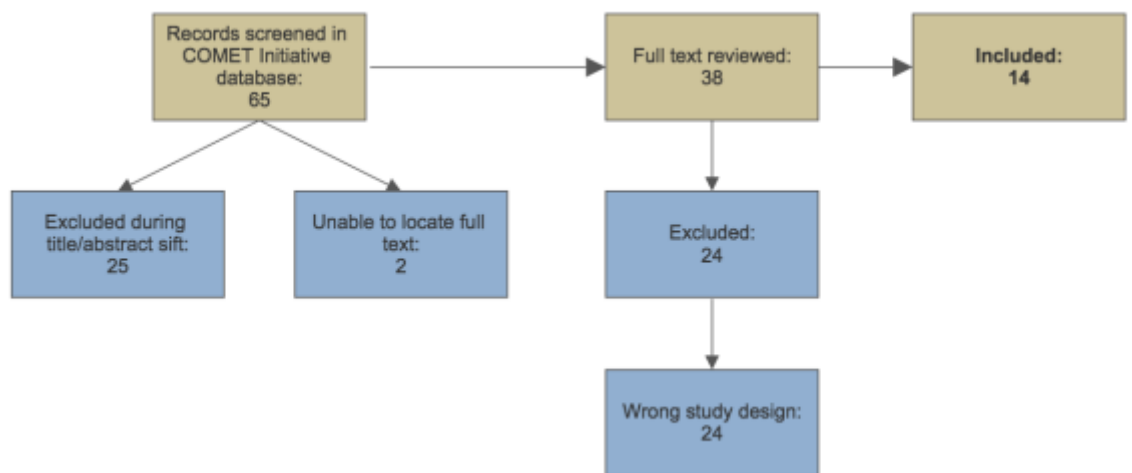 Records screened in
COMET Initiative
database:
65
Full text reviewed:
38
Included:
14
Excluded during
title/abstract sift:
25
Unable to locate full
text:
2
Excluded:
24
Wrong study design:
24